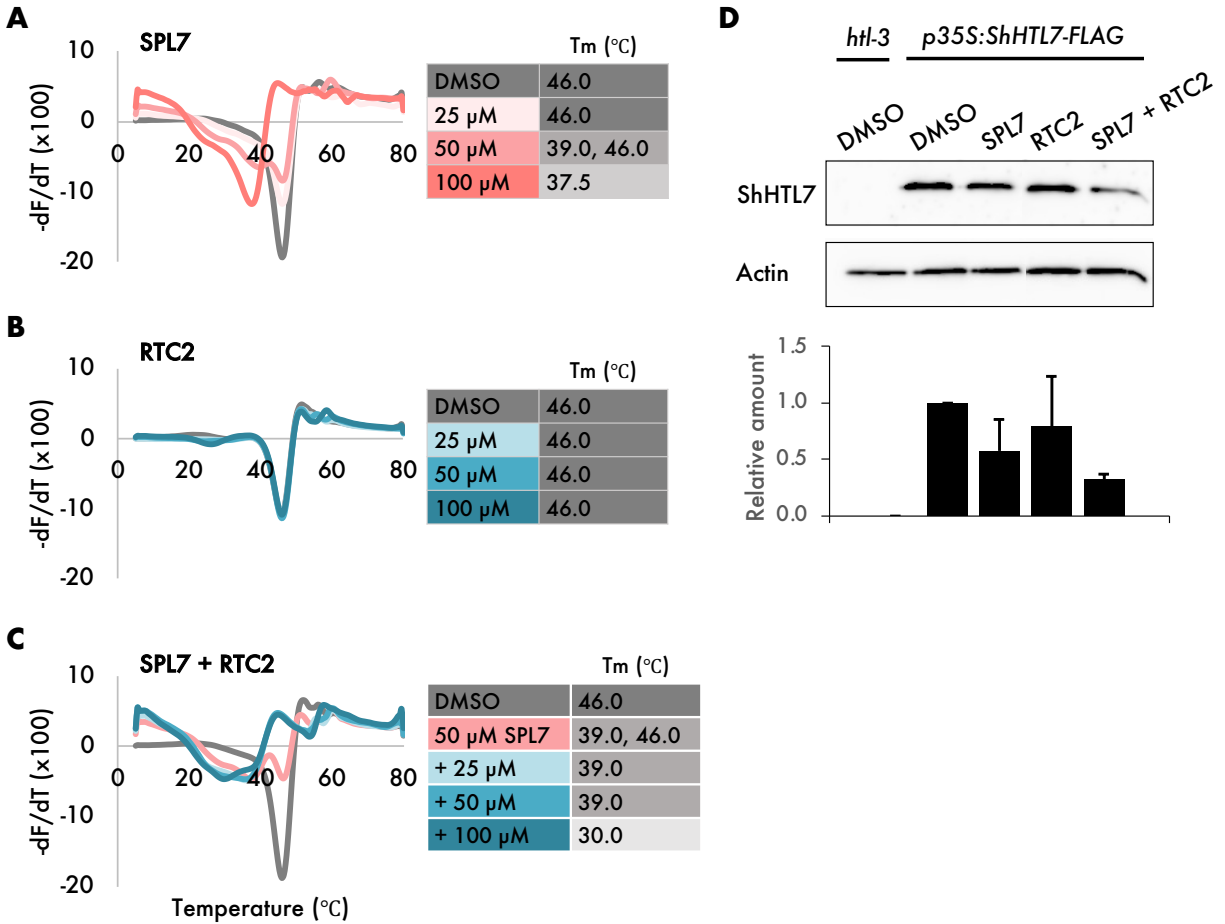 A
SPL7
-dF/dT (x100)
10
0
-10
-20
0 20 40 60 80
Tm (°C)
DMSO 46.0
25 µM 46.0
50 µM 39.0, 46.0
100 µM 37.5
B
RTC2
-dF/dT (x100)
10
0
-10
-20
0 20 40 60 80
Tm (°C)
DMSO 46.0
25 µM 46.0
50 µM 46.0
100 µM 46.0
C
SPL7 + RTC2
-dF/dT (x100)
10
0
-10
-20
0 20 40 60 80
Temperature (°C)
Tm (°C)
DMSO 46.0
50 µM SPL7 39.0, 46.0
+ 25 µM 39.0
+ 50 µM 39.0
+ 100 µM 30.0
D
htl-3 p35S:ShHTL7-FLAG
DMSO DMSO SPL7 RTC2 SPL7 + RTC2
ShHTL7
Actin
Relative amount
1.5
1.0
0.5
0.0